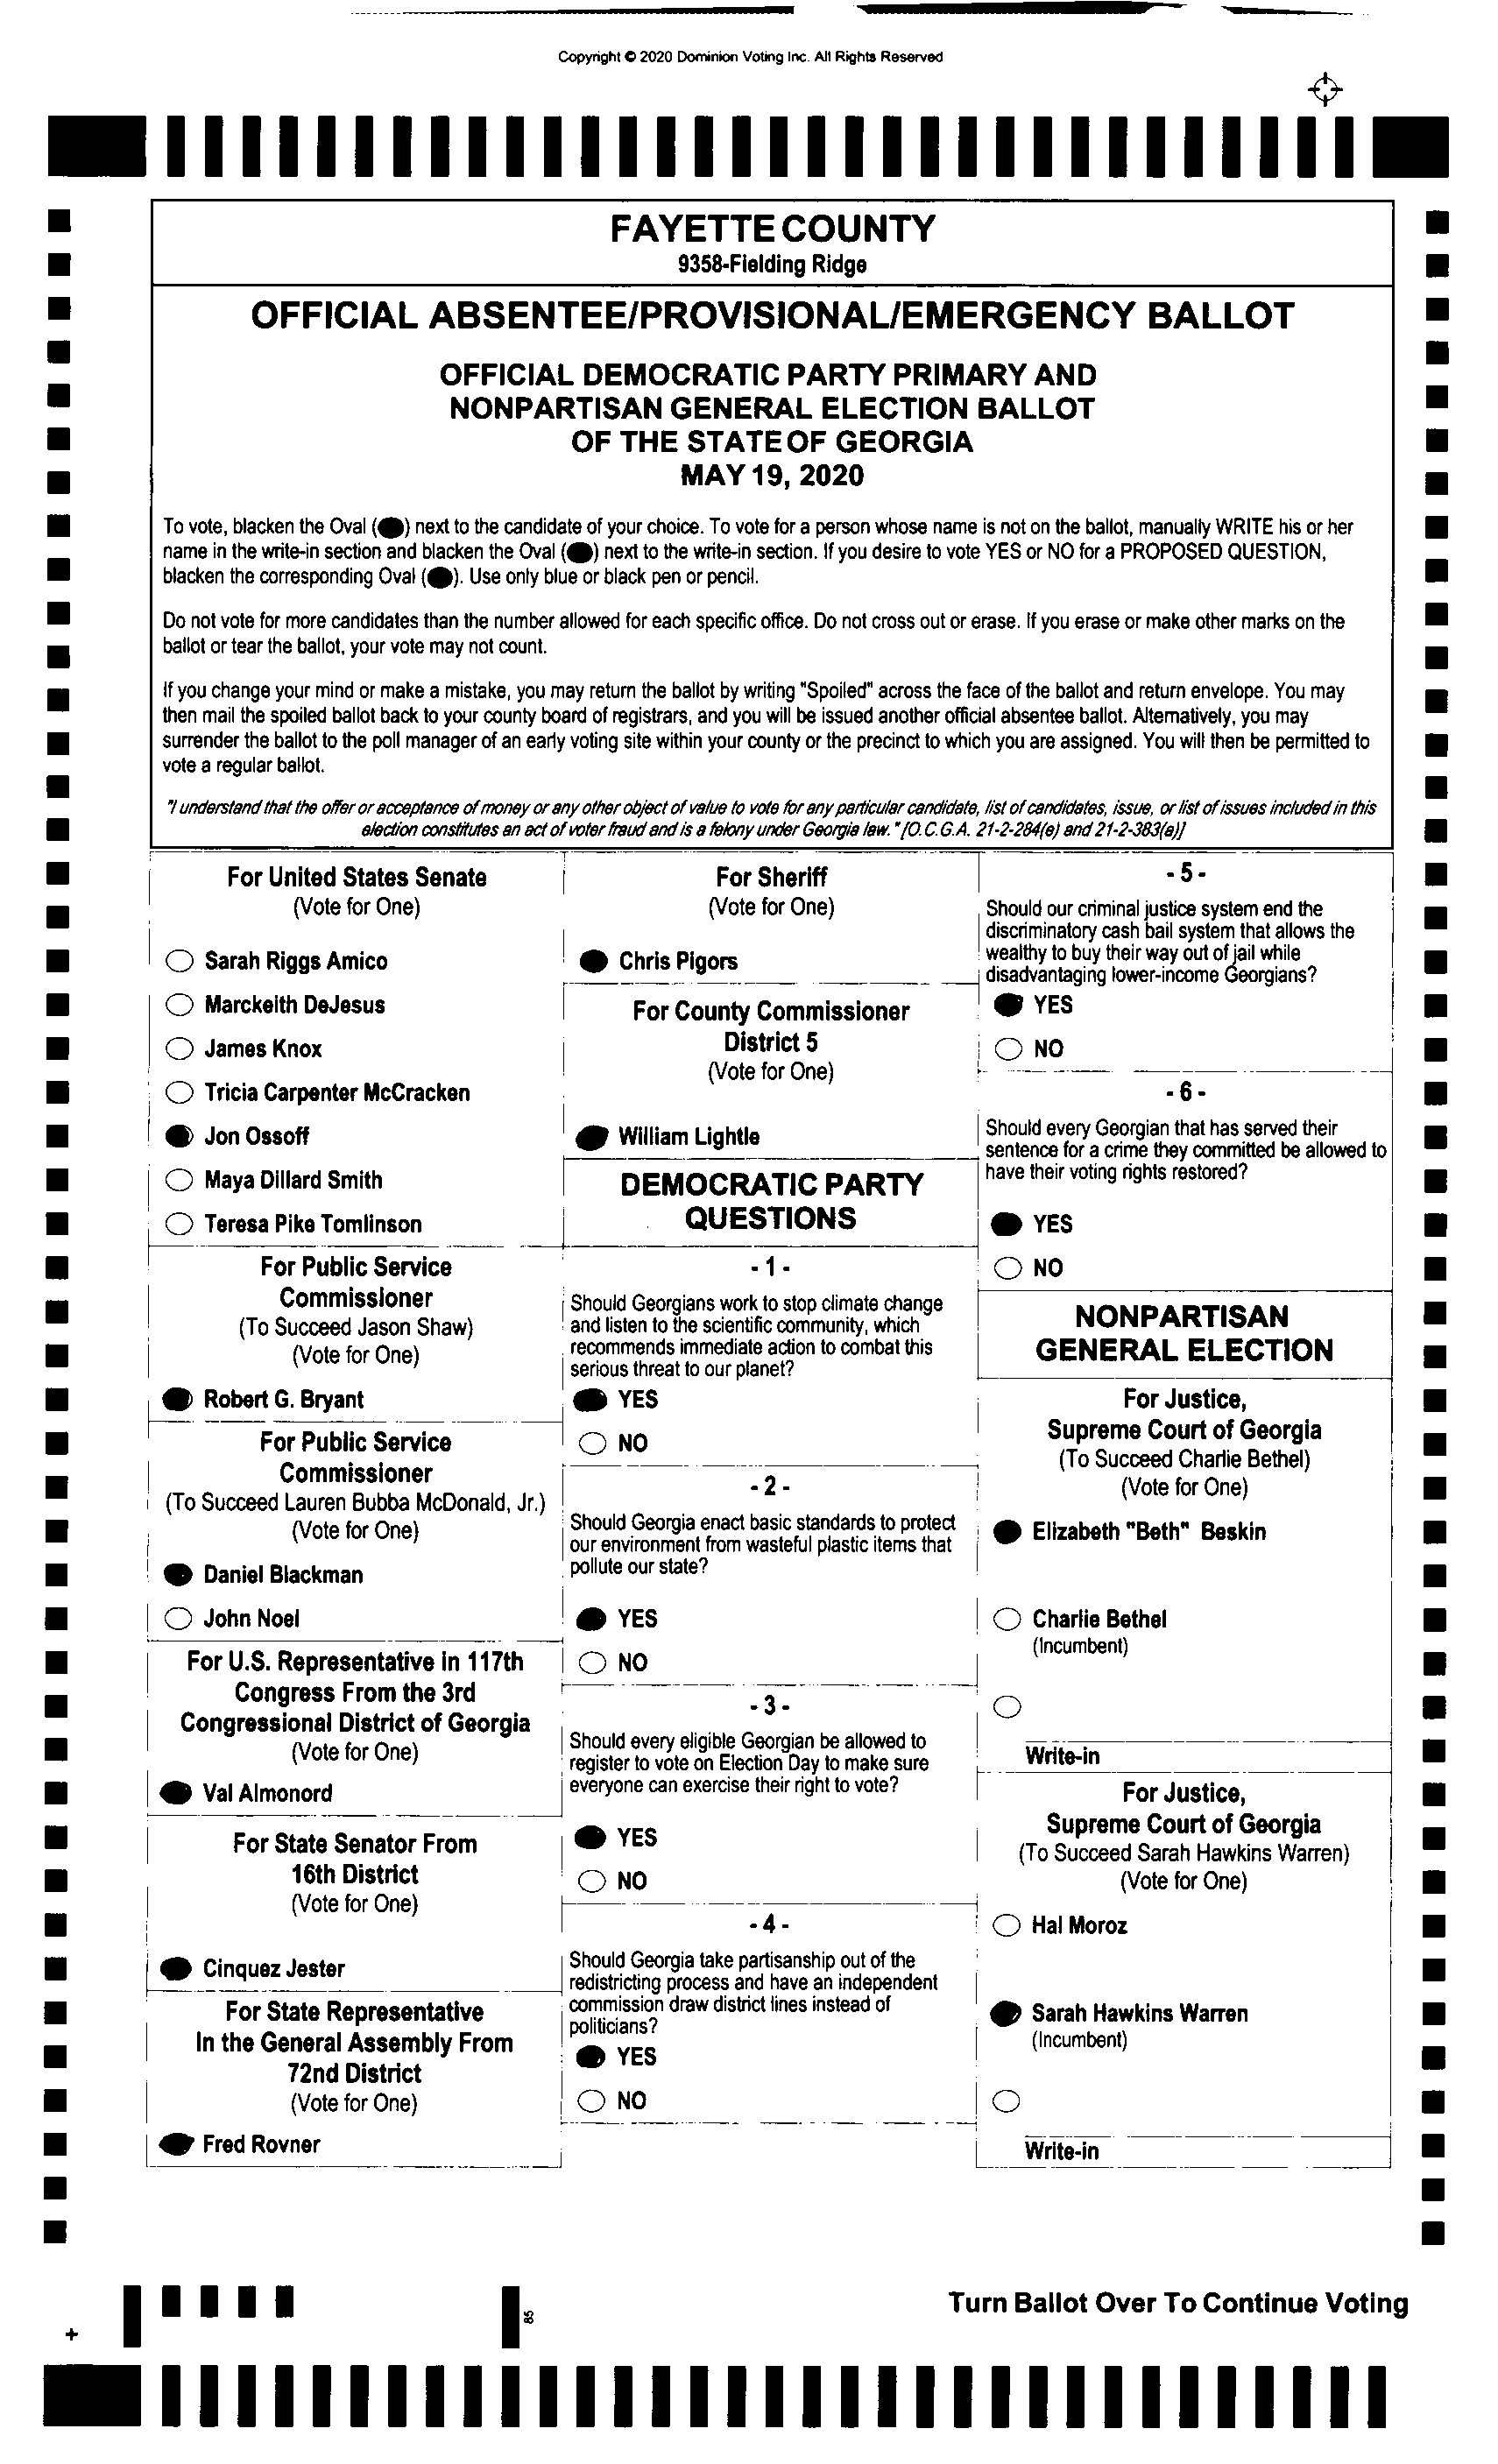 Copyright © 2020 Dominion Voting Inc. All Rights Reserved
FAYETTE COUNTY
9358-Fielding Ridge
OFFICIAL ABSENTEE/PROVISIONAL/EMERGENCY BALLOT
OFFICIAL DEMOCRATIC PARTY PRIMARY AND
NONPARTISAN GENERAL ELECTION BALLOT
OF THE STATE OF GEORGIA
MAY 19, 2020
To vote, blacken the Oval ( ) next to the candidate of your choice. To vote for a person whose name is not on the ballot, manually WRITE his or her
name in the write-in section and blacken the Oval ( ) next to the write-in section. If you desire to vote YES or NO for a PROPOSED QUESTION,
blacken the corresponding Oval ( ). Use only blue or black pen or pencil.
Do not vote for more candidates than the number allowed for each specific office. Do not cross out or erase. If you erase or make other marks on the
ballot or tear the ballot, your vote may not count.
If you change your mind or make a mistake, you may return the ballot by writing "Spoiled" across the face of the ballot and return envelope. You may
then mail the spoiled ballot back to your county board of registrars, and you will be issued another official absentee ballot. Alternatively, you may
surrender the ballot to the poll manager of an early voting site within your county or the precinct to which you are assigned. You will then be permitted to
vote a regular ballot.
"I understand that the offer or acceptance of money or any other object of value to vote for any particular candidate, list of candidates, issue, or list of issues included in this
election constitutes an act of voter fraud and is a felony under Georgia law." [O.C.G.A. 21-2-284(e) and 21-2-383(a)]
For United States Senate
(Vote for One)
Sarah Riggs Amico
Marckeith DeJesus
James Knox
Tricia Carpenter McCracken
Jon Ossoff
Maya Dillard Smith
Teresa Pike Tomlinson
For Public Service
Commissioner
(To Succeed Jason Shaw)
(Vote for One)
Robert G. Bryant
For Public Service
Commissioner
(To Succeed Lauren Bubba McDonald, Jr.)
(Vote for One)
Daniel Blackman
John Noel
For U.S. Representative in 117th
Congress From the 3rd
Congressional District of Georgia
(Vote for One)
Val Almonord
For State Senator From
16th District
(Vote for One)
Cinquez Jester
For State Representative
In the General Assembly From
72nd District
(Vote for One)
Fred Rovner
For Sheriff
(Vote for One)
Chris Pigors
For County Commissioner
District 5
(Vote for One)
William Lightle
DEMOCRATIC PARTY
QUESTIONS
- 1 -
Should Georgians work to stop climate change
and listen to the scientific community, which
recommends immediate action to combat this
serious threat to our planet?
YES
NO
- 2 -
Should Georgia enact basic standards to protect
our environment from wasteful plastic items that
pollute our state?
YES
NO
- 3 -
Should every eligible Georgian be allowed to
register to vote on Election Day to make sure
everyone can exercise their right to vote?
YES
NO
- 4 -
Should Georgia take partisanship out of the
redistricting process and have an independent
commission draw district lines instead of
politicians?
YES
NO
- 5 -
Should our criminal justice system end the
discriminatory cash bail system that allows the
wealthy to buy their way out of jail while
disadvantaging lower-income Georgians?
YES
NO
- 6 -
Should every Georgian that has served their
sentence for a crime they committed be allowed to
have their voting rights restored?
YES
NO
NONPARTISAN
GENERAL ELECTION
For Justice,
Supreme Court of Georgia
(To Succeed Charlie Bethel)
(Vote for One)
Elizabeth "Beth" Beskin
Charlie Bethel
(Incumbent)
Write-in
For Justice,
Supreme Court of Georgia
(To Succeed Sarah Hawkins Warren)
(Vote for One)
Hal Moroz
Sarah Hawkins Warren
(Incumbent)
Write-in
85
Turn Ballot Over To Continue Voting